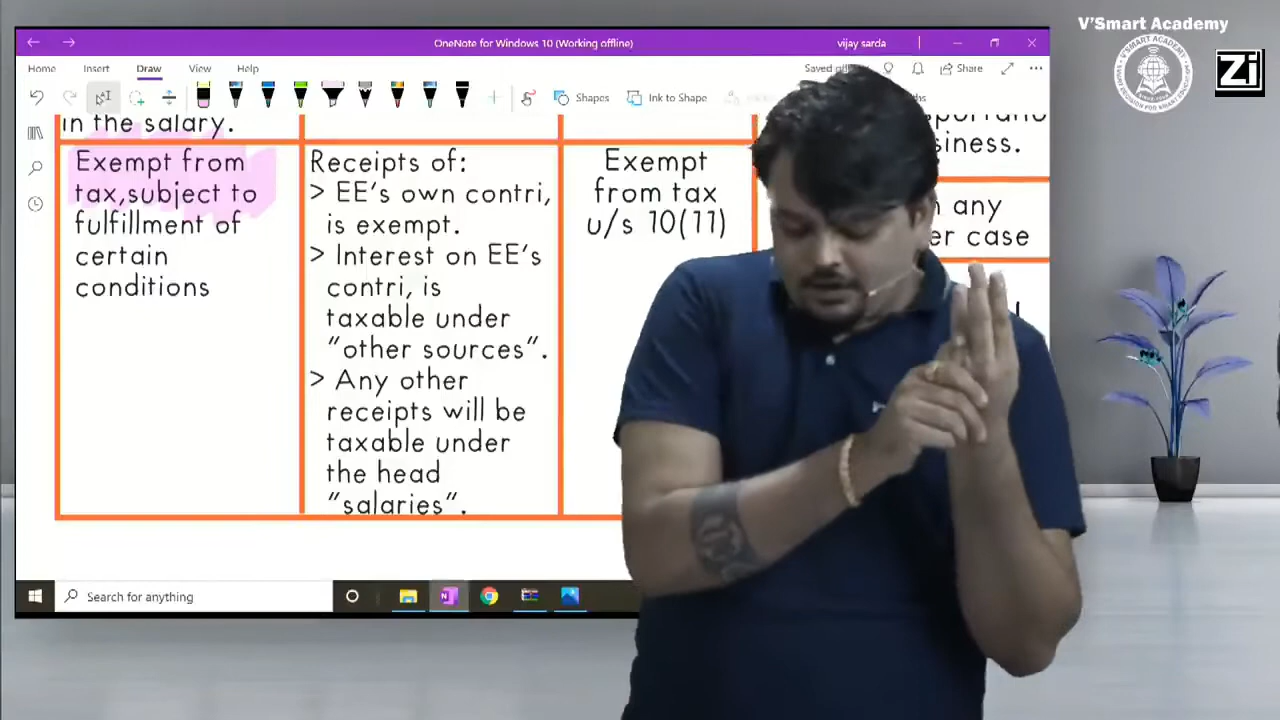 V'Smart Academy
OneNote for Windows 10 (Working offline)
vijay sarda
Home
Insert
Draw
View
Help
Share
Shapes
Ink to Shape
in the salary.
Exempt from
tax,subject to
fulfillment of
certain
conditions
Receipts of:
> EE's own contri,
is exempt.
> Interest on EE's
contri, is
taxable under
"other sources".
> Any other
receipts will be
taxable under
the head
"salaries".
Exempt
from tax
u/s 10(11)
any
case
Search for anything
Zi